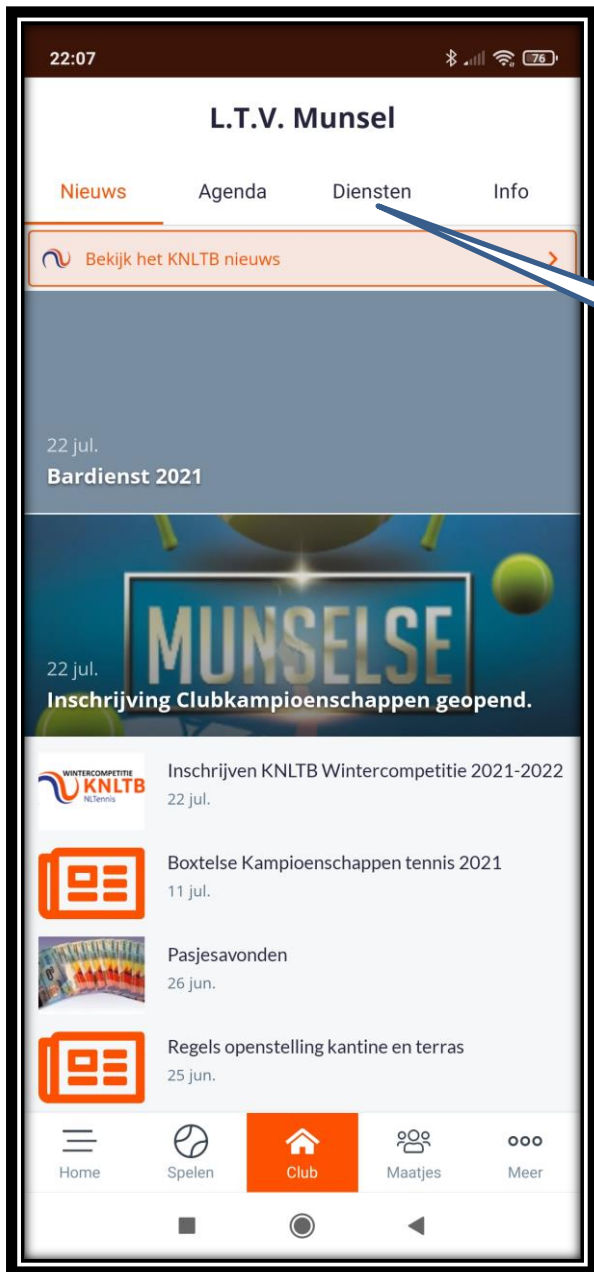 22:07
76
L.T.V. Munsel
Nieuws Agenda Diensten Info
Bekijk het KNLTB nieuws
22 jul.
Bardienst 2021
MUNSELSE
22 jul.
Inschrijving Clubkampioenschappen geopend.
WINTERCOMPETITIE
KNLTB
NLTennis
Inschrijven KNLTB Wintercompetitie 2021-2022
22 jul.
Boxtelse Kampioenschappen tennis 2021
11 jul.
Pasjesavonden
26 jun.
Regels openstelling kantine en terras
25 jun.
Home Spelen Club Maatjes Meer